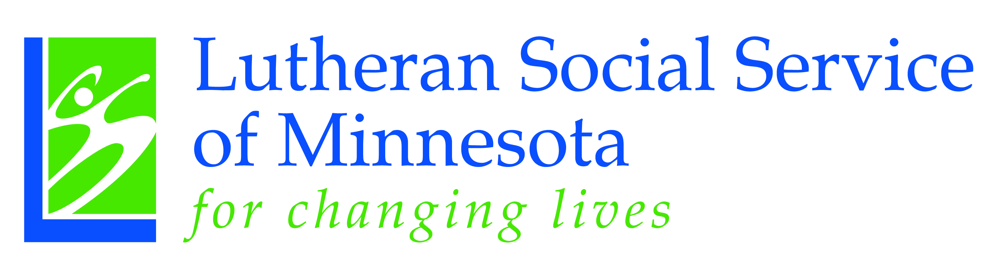 Lutheran Social Service
of Minnesota
for changing lives